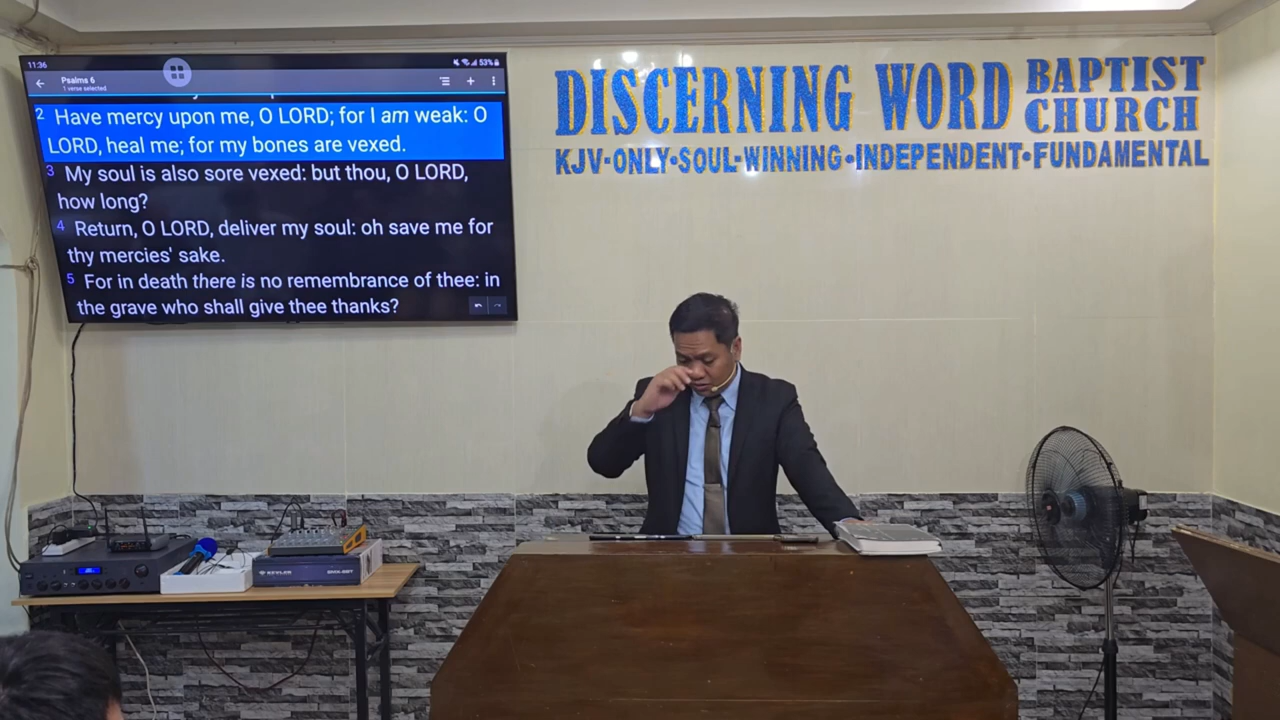 11:36
53%
Psalms 6
1 verse selected
2 Have mercy upon me, O LORD; for I am weak: O
LORD, heal me; for my bones are vexed.
3 My soul is also sore vexed: but thou, O LORD,
how long?
4 Return, O LORD, deliver my soul: oh save me for
thy mercies' sake.
5 For in death there is no remembrance of thee: in
the grave who shall give thee thanks?
DISCERNING WORD BAPTIST
CHURCH
KJV-ONLY•SOUL-WINNING•INDEPENDENT•FUNDAMENTAL
KEVLER